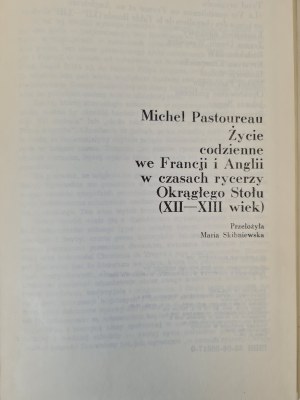 Michel Pastoureau
Życie
codzienne
we Francji i Anglii
w czasach rycerzy
Okrągłego Stołu
(XII—XIII wiek)
Przełożyła
Maria Skibniewska